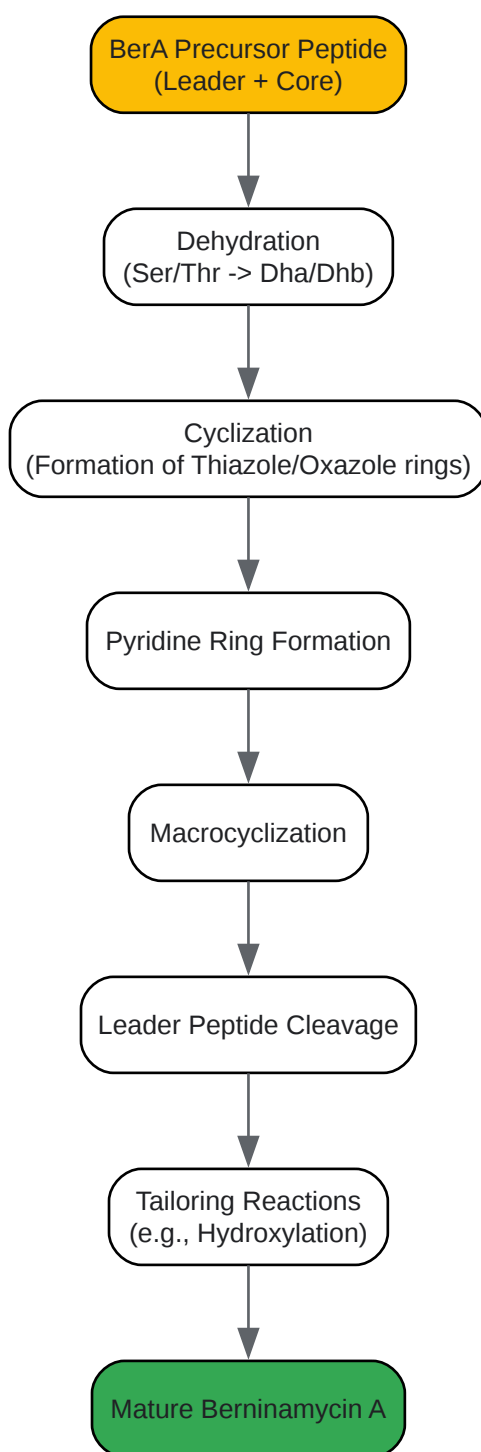 BerA Precursor Peptide
(Leader + Core)
Dehydration
(Ser/Thr -> Dha/Dhb)
Cyclization
(Formation of Thiazole/Oxazole rings)
Pyridine Ring Formation
Macrocyclization
Leader Peptide Cleavage
Tailoring Reactions
(e.g., Hydroxylation)
Mature Berninamycin A